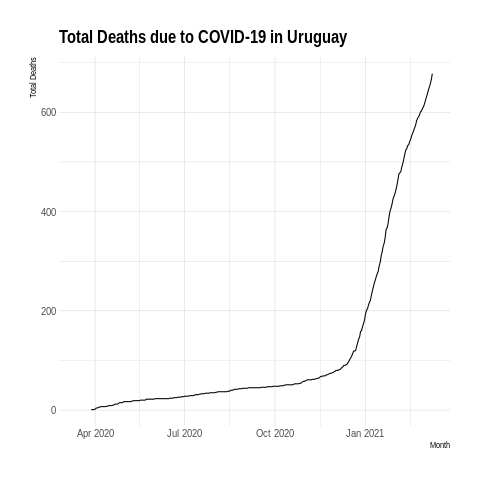 Total Deaths due to COVID-19 in Uruguay
Total Deaths
600
400
200
0
Apr 2020 Jul 2020 Oct 2020 Jan 2021
Month